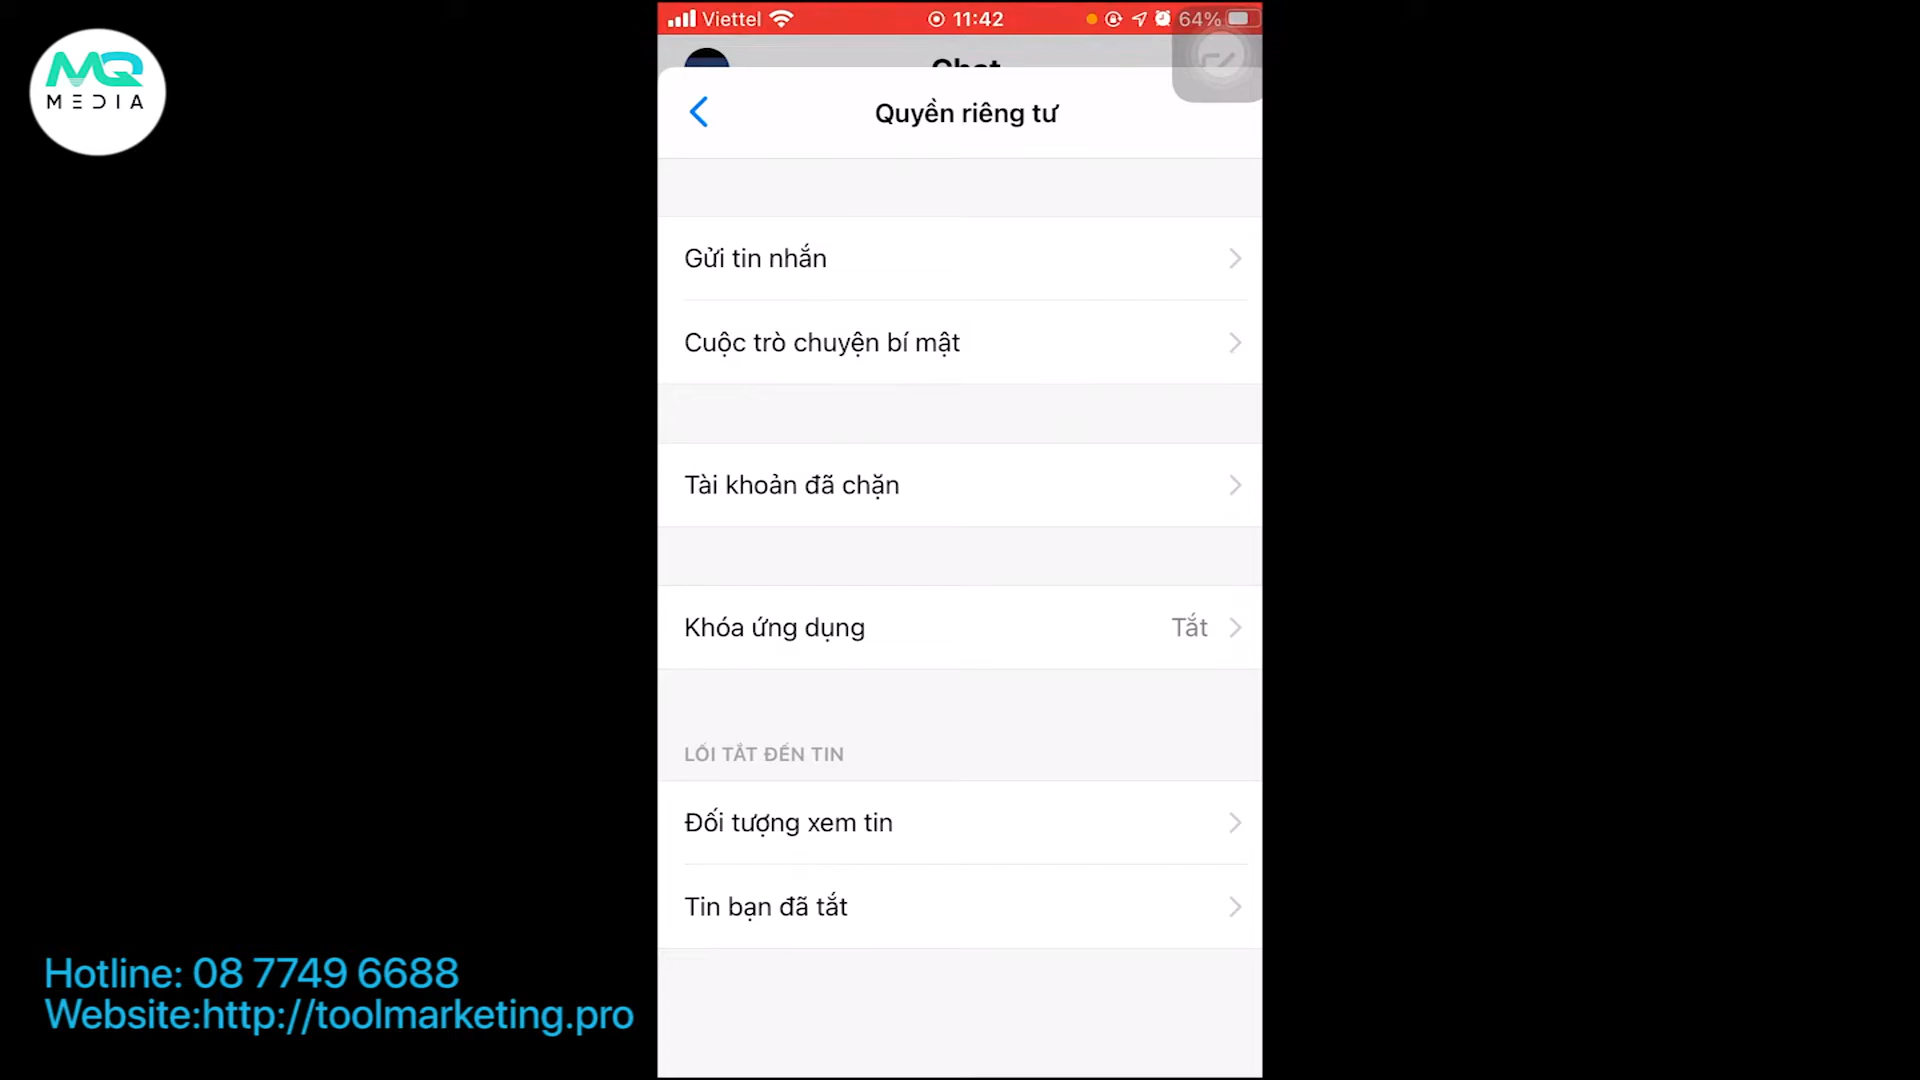 MQ
MEDIA
Viettel
11:42
64%
Chat
Quyền riêng tư
Gửi tin nhắn
Cuộc trò chuyện bí mật
Tài khoản đã chặn
Khóa ứng dụng
Tắt
LỐI TẮT ĐẾN TIN
Đối tượng xem tin
Tin bạn đã tắt
Hotline: 08 7749 6688
Website:http://toolmarketing.pro